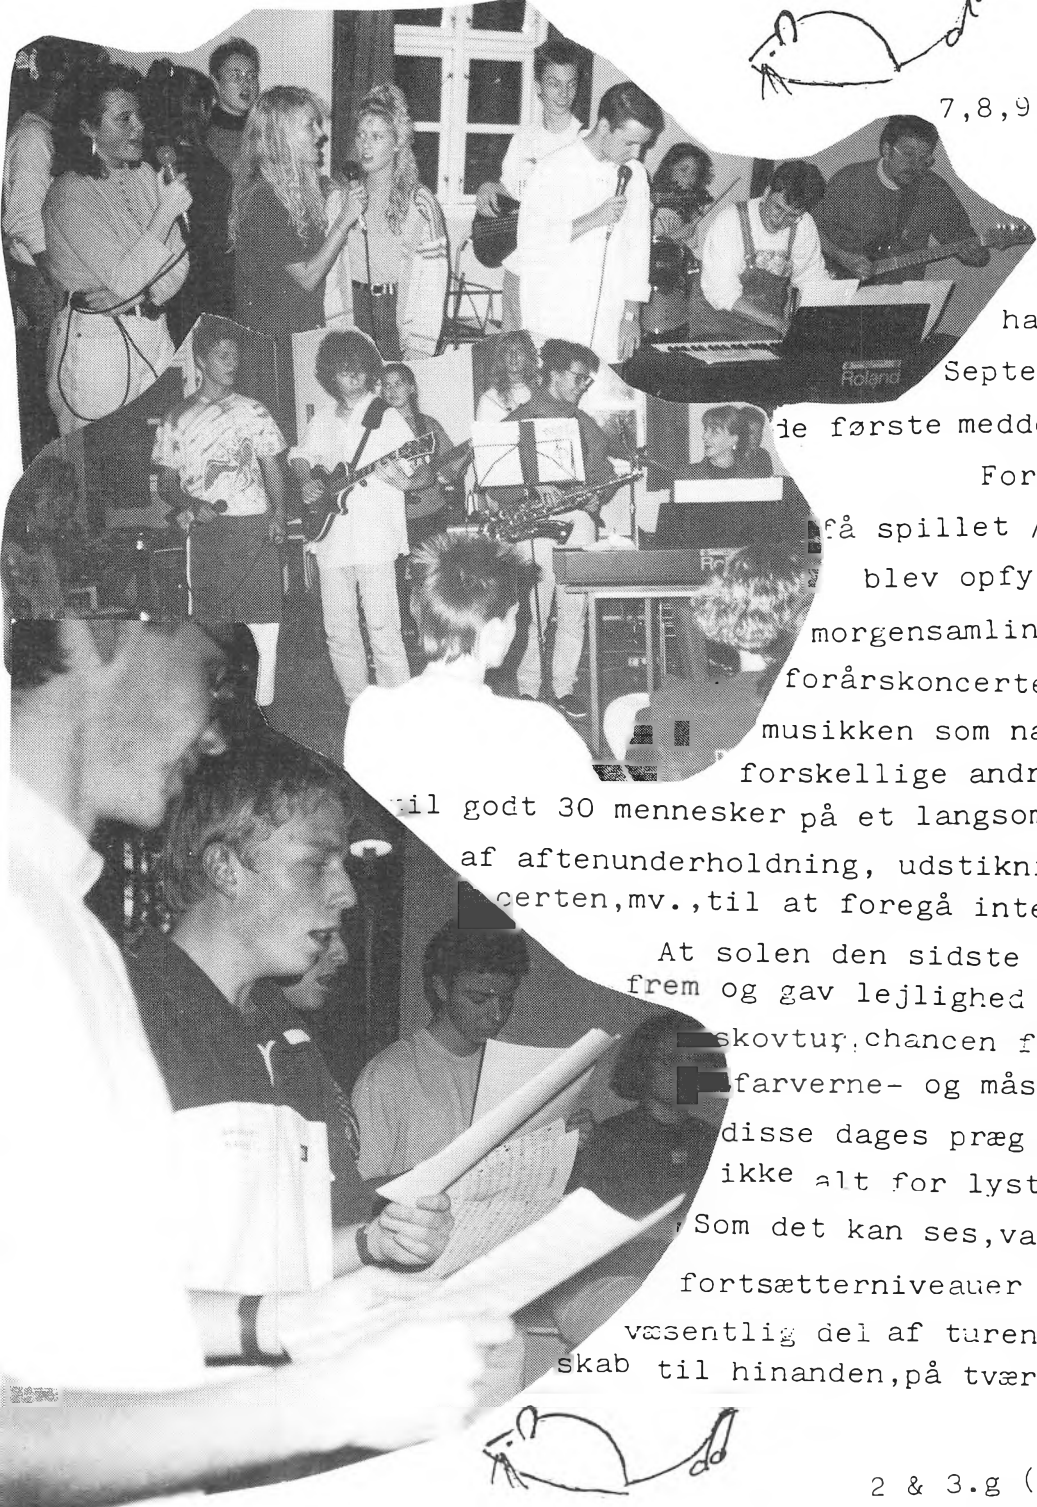 7,8,9
ha
Septe
de første medd
For
få spillet /
blev opfy
morgensamlin
forårskoncerte
musikken som na
forskellige andr
til godt 30 mennesker på et langsom
af aftenunderholdning, udstikni
certen,mv.,til at foregå inte
At solen den sidste
frem og gav lejlighed
skovtur,chancen f
farverne- og mås
disse dages præg
ikke alt for lyst
Som det kan ses,va
fortsætterniveauer
væsentlig del af turen
skab til hinanden,på tvær
2 & 3.g (
Roland
Ro